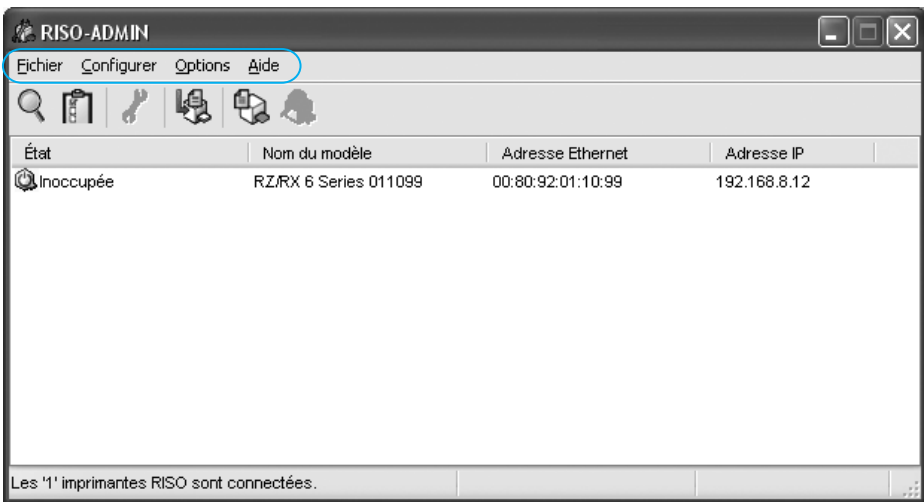 RISO-ADMIN
Fichier Configurer Options Aide
État Nom du modèle Adresse Ethernet Adresse IP
Inoccupée RZ/RX 6 Series 011099 00:80:92:01:10:99 192.168.8.12
Les '1' imprimantes RISO sont connectées.